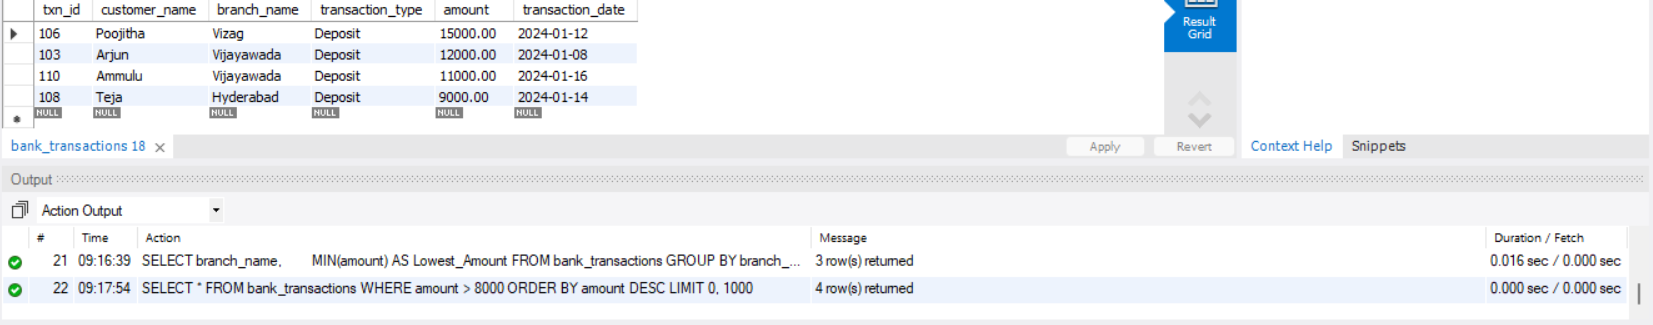 txn_id customer_name branch_name transaction_type amount transaction_date
106 Poojitha Vizag Deposit 15000.00 2024-01-12
103 Arjun Vijayawada Deposit 12000.00 2024-01-08
110 Ammulu Vijayawada Deposit 11000.00 2024-01-16
108 Teja Hyderabad Deposit 9000.00 2024-01-14
NULL NULL NULL NULL NULL NULL
Result
Grid
bank_transactions 18 Apply Revert Context Help Snippets
Output
Action Output
# Time Action Message Duration / Fetch
21 09:16:39 SELECT branch_name, MIN(amount) AS Lowest_Amount FROM bank_transactions GROUP BY branch_... 3 row(s) returned 0.016 sec / 0.000 sec
22 09:17:54 SELECT * FROM bank_transactions WHERE amount > 8000 ORDER BY amount DESC LIMIT 0, 1000 4 row(s) returned 0.000 sec / 0.000 sec